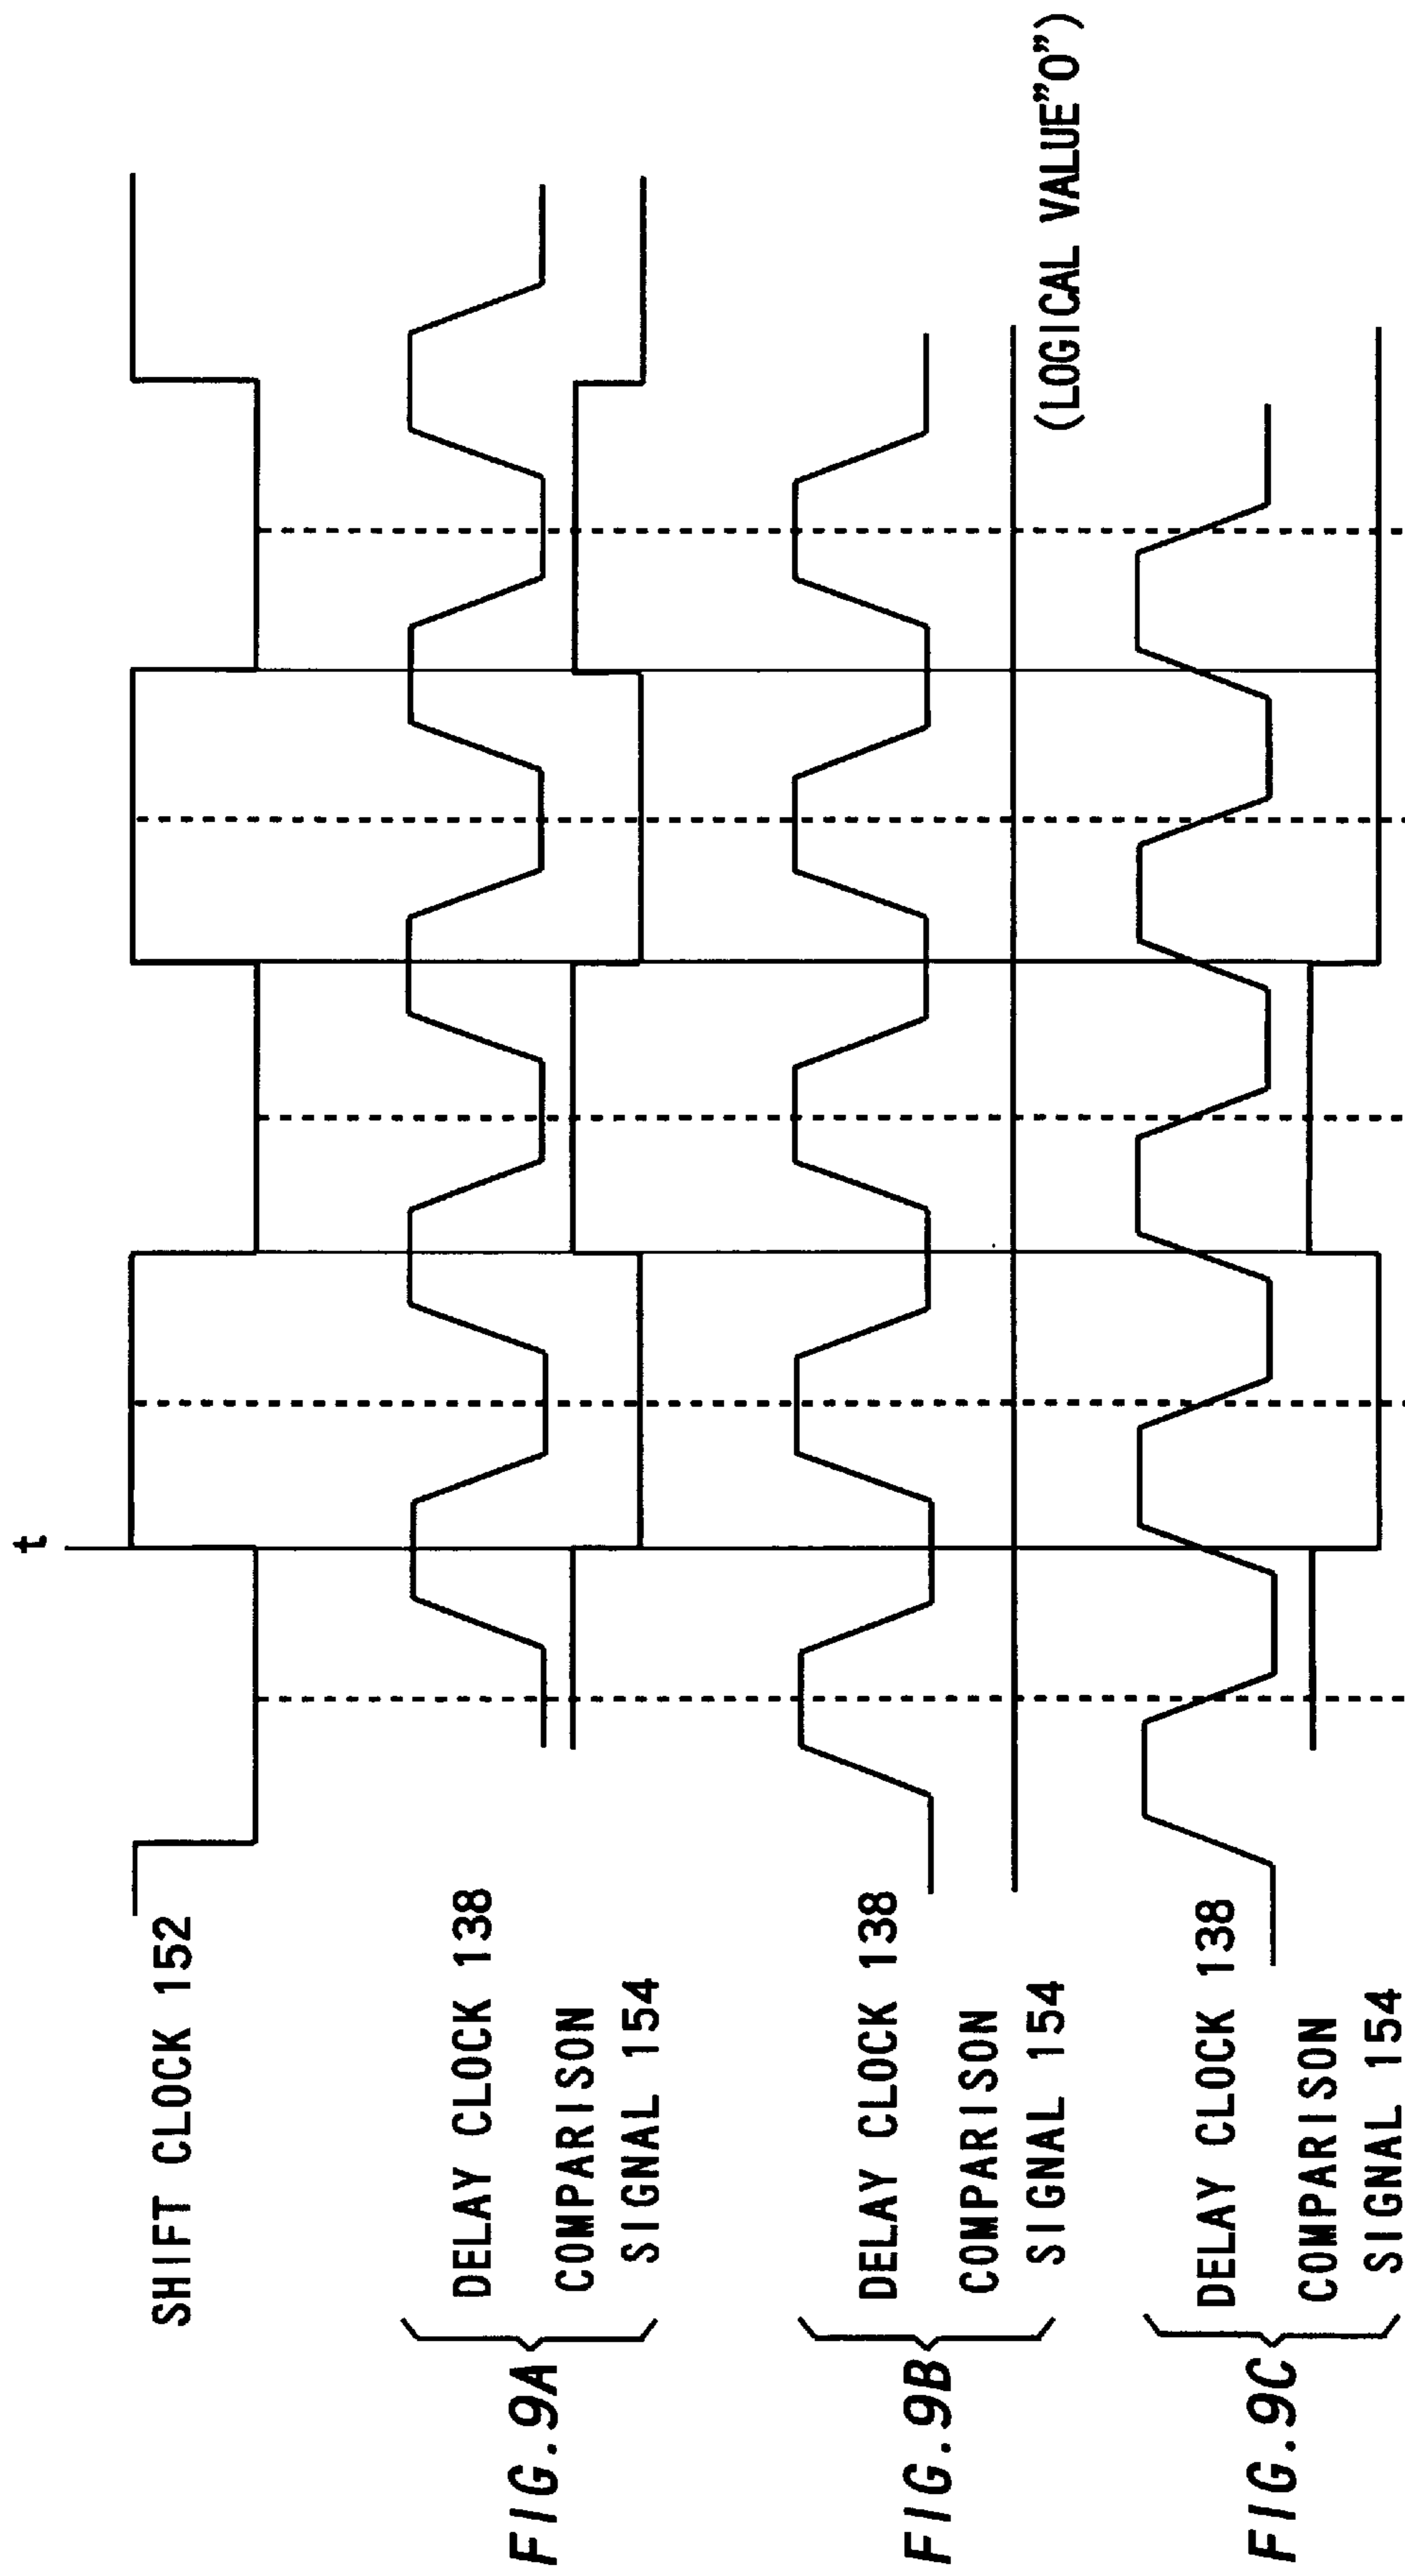 t
SHIFT CLOCK 152
FIG. 9A
DELAY CLOCK 138
COMPARISON
SIGNAL 154
FIG. 9B
DELAY CLOCK 138
COMPARISON
SIGNAL 154
(LOGICAL VALUE"0")
FIG. 9C
DELAY CLOCK 138
COMPARISON
SIGNAL 154